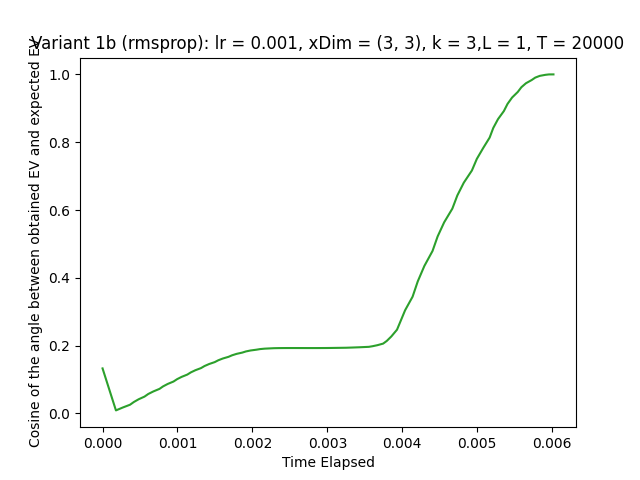 Variant 1b (rmsprop): lr = 0.001, xDim = (3, 3), k = 3,L = 1, T = 20000
Cosine of the angle between obtained EV and expected EV
1.0
0.8
0.6
0.4
0.2
0.0
0.000 0.001 0.002 0.003 0.004 0.005 0.006
Time Elapsed